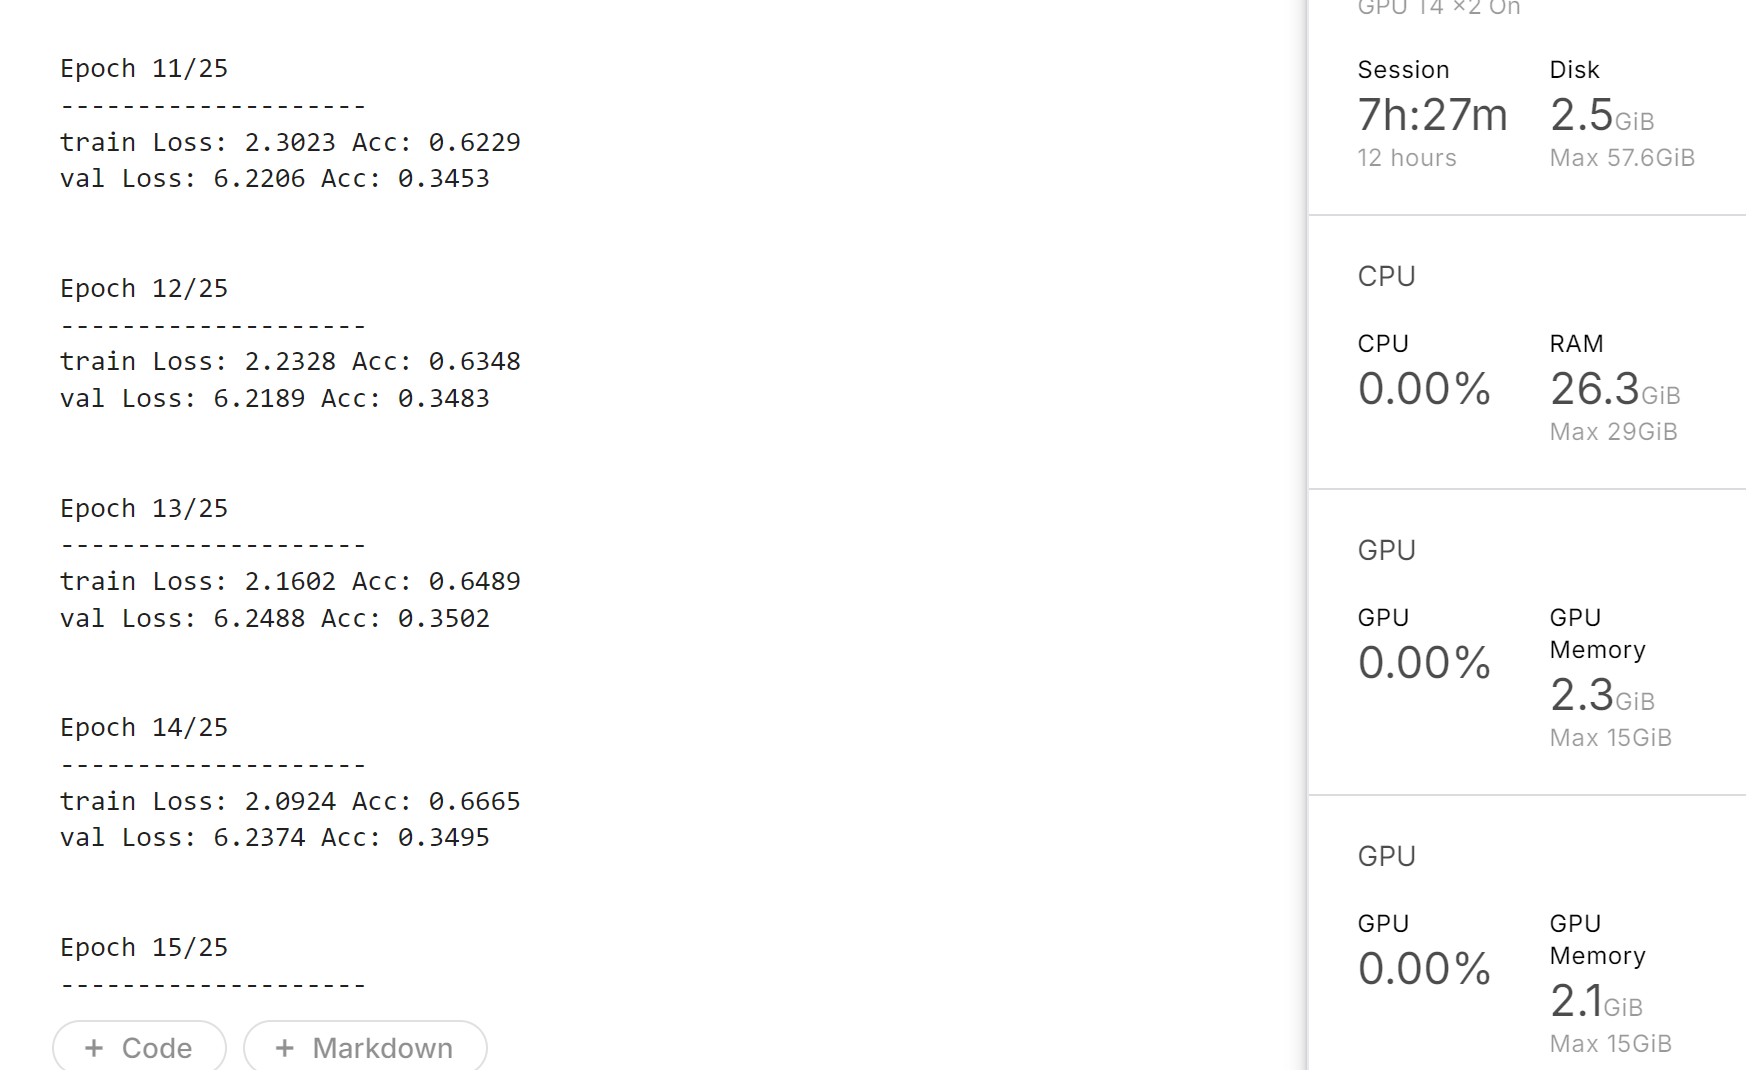 Epoch 11/25
--------------------
train Loss: 2.3023 Acc: 0.6229
val Loss: 6.2206 Acc: 0.3453
Epoch 12/25
--------------------
train Loss: 2.2328 Acc: 0.6348
val Loss: 6.2189 Acc: 0.3483
Epoch 13/25
--------------------
train Loss: 2.1602 Acc: 0.6489
val Loss: 6.2488 Acc: 0.3502
Epoch 14/25
--------------------
train Loss: 2.0924 Acc: 0.6665
val Loss: 6.2374 Acc: 0.3495
Epoch 15/25
--------------------
+ Code + Markdown
GPU T4 ×2 On
Session Disk
7h:27m 2.5GiB
12 hours Max 57.6GiB
CPU
CPU RAM
0.00% 26.3GiB
Max 29GiB
GPU
GPU GPU
Memory
0.00% 2.3GiB
Max 15GiB
GPU
GPU GPU
Memory
0.00% 2.1GiB
Max 15GiB